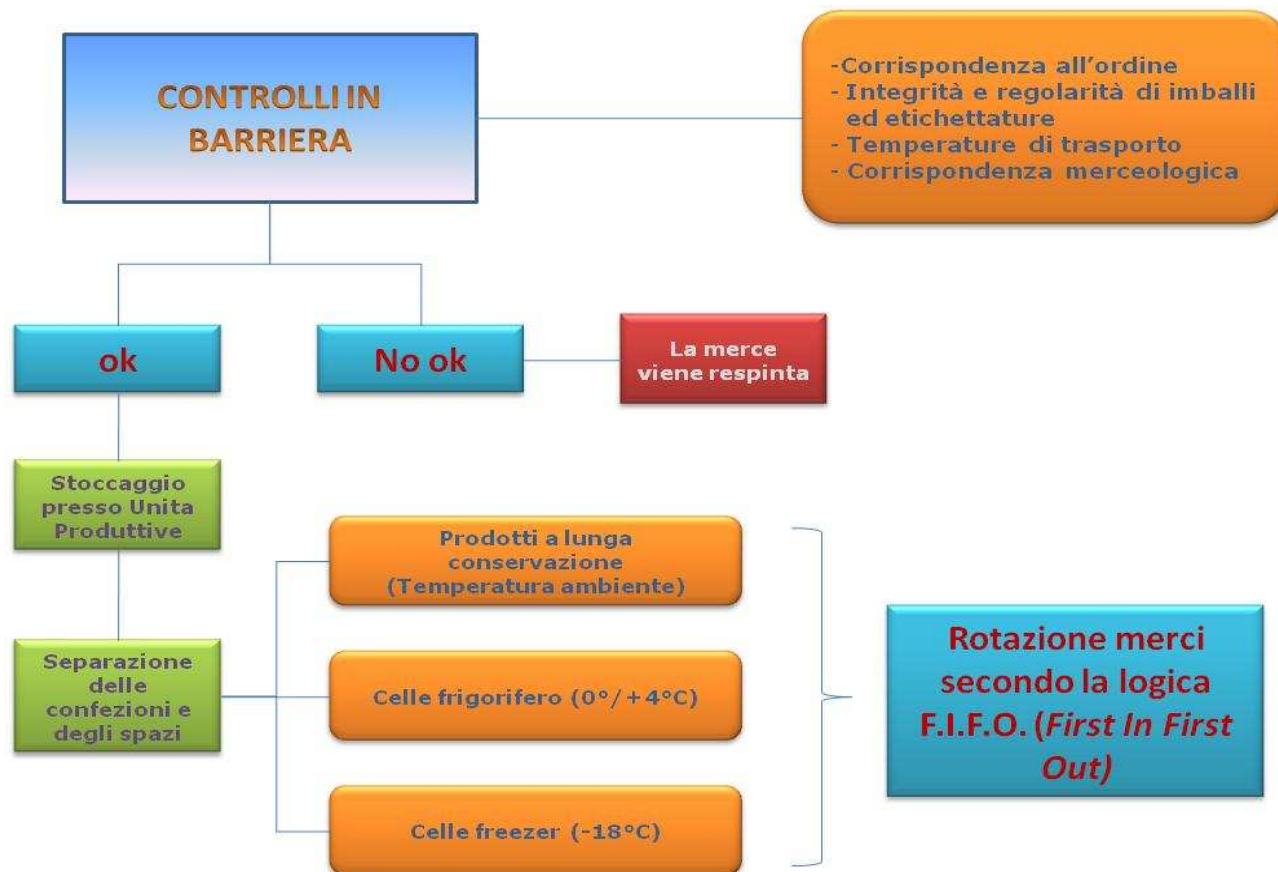 CONTROLLI IN
BARRIERA
-Corrispondenza all’ordine
- Integrità e regolarità di imballi
ed etichettature
- Temperature di trasporto
- Corrispondenza merceologica
ok
No ok
La merce
viene respinta
Stoccaggio
presso Unita
Produttive
Separazione
delle
confezioni e
degli spazi
Prodotti a lunga
conservazione
(Temperatura ambiente)
Celle frigorifero (0°/+4°C)
Celle freezer (-18°C)
Rotazione merci
secondo la logica
F.I.F.O. (First In First
Out)